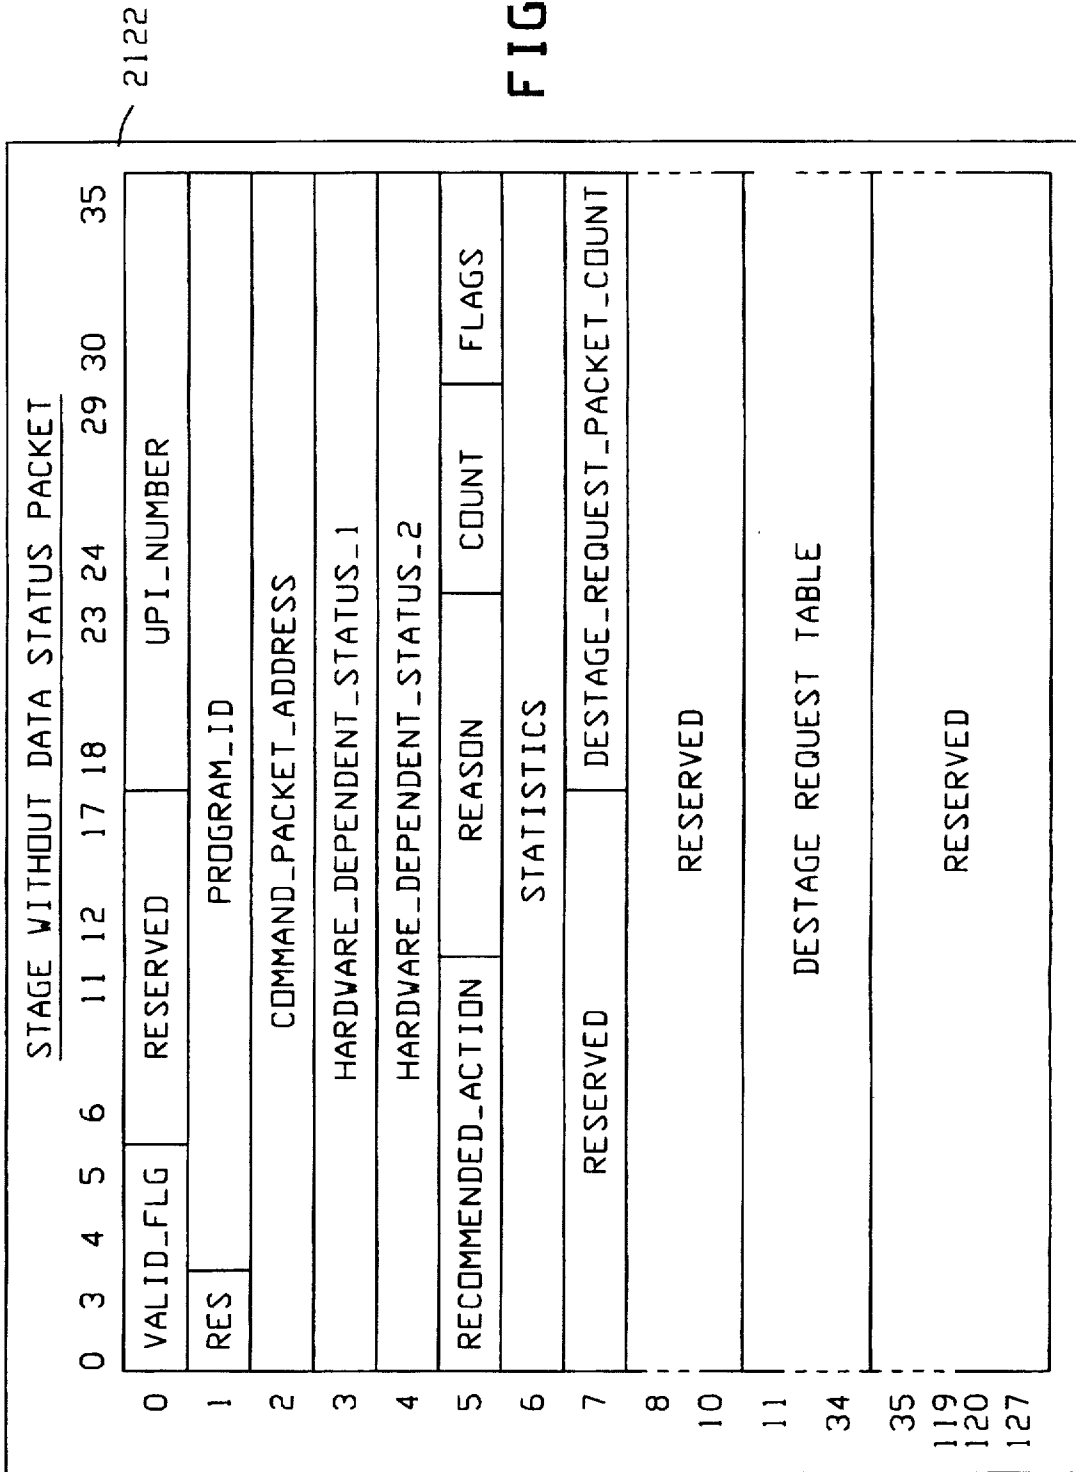 STAGE WITHOUT DATA STATUS PACKET
0 3 4 5 6 11 12 17 18 23 24 29 30 35
2122
0 VALID_FLG RESERVED UPI_NUMBER
1 RES PROGRAM_ID
2 COMMAND_PACKET_ADDRESS
3 HARDWARE_DEPENDENT_STATUS_1
4 HARDWARE_DEPENDENT_STATUS_2
5 RECOMMENDED_ACTION REASON COUNT FLAGS
6 STATISTICS
7 RESERVED DESTAGE_REQUEST_PACKET_COUNT
8
RESERVED
10
11
DESTAGE REQUEST TABLE
34
35
119
RESERVED
120
127
FIG